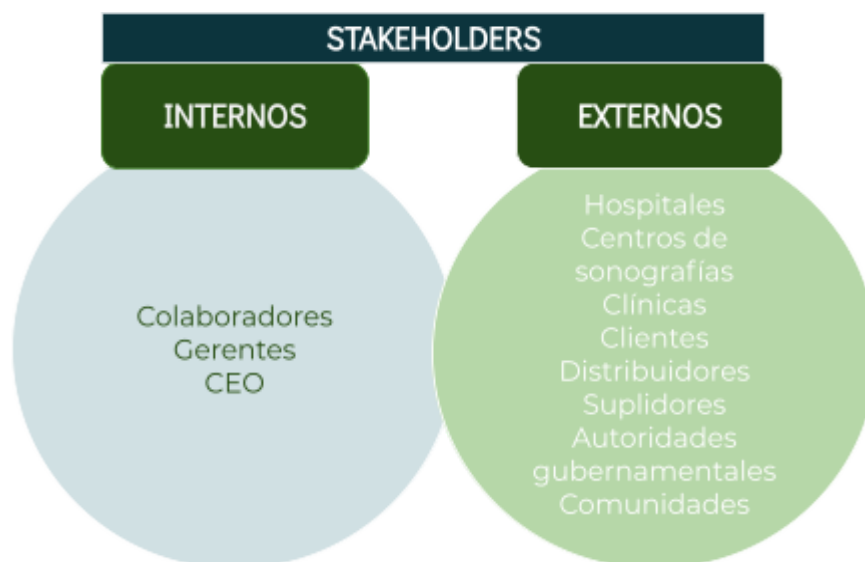 STAKEHOLDERS
INTERNOS
EXTERNOS
Colaboradores
Gerentes
CEO
Hospitales
Centros de
sonografías
Clínicas
Clientes
Distribuidores
Suplidores
Autoridades
gubernamentales
Comunidades